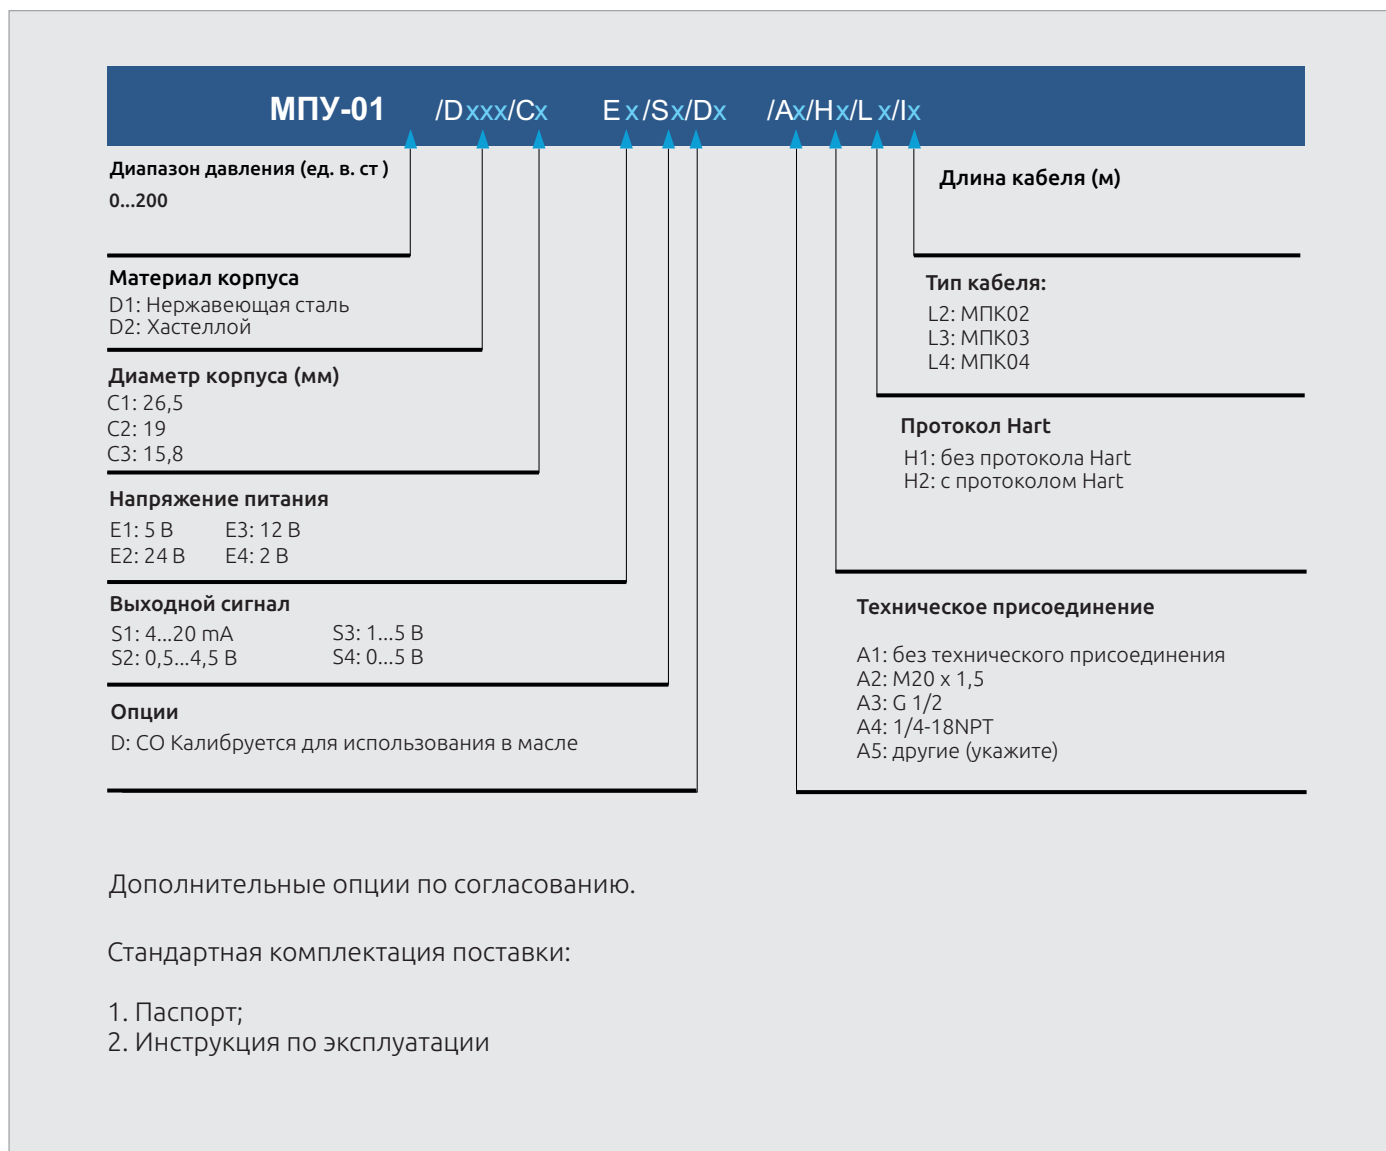 МПУ-01 /Dxxx/Cx Ex/Sx/Dx /Ax/Hx/Lx/Ix
Диапазон давления (ед. в. ст )
0...200
Материал корпуса
D1: Нержавеющая сталь
D2: Хастеллой
Диаметр корпуса (мм)
C1: 26,5
C2: 19
C3: 15,8
Напряжение питания
E1: 5 В E3: 12 В
E2: 24 В E4: 2 В
Выходной сигнал
S1: 4...20 mA S3: 1...5 В
S2: 0,5...4,5 В S4: 0...5 В
Опции
D: СО Калибруется для использования в масле
Длина кабеля (м)
Тип кабеля:
L2: МПК02
L3: МПК03
L4: МПК04
Протокол Hart
H1: без протокола Hart
H2: с протоколом Hart
Техническое присоединение
A1: без технического присоединения
A2: M20 x 1,5
A3: G 1/2
A4: 1/4-18NPT
A5: другие (укажите)
Дополнительные опции по согласованию.
Стандартная комплектация поставки:
1. Паспорт;
2. Инструкция по эксплуатации